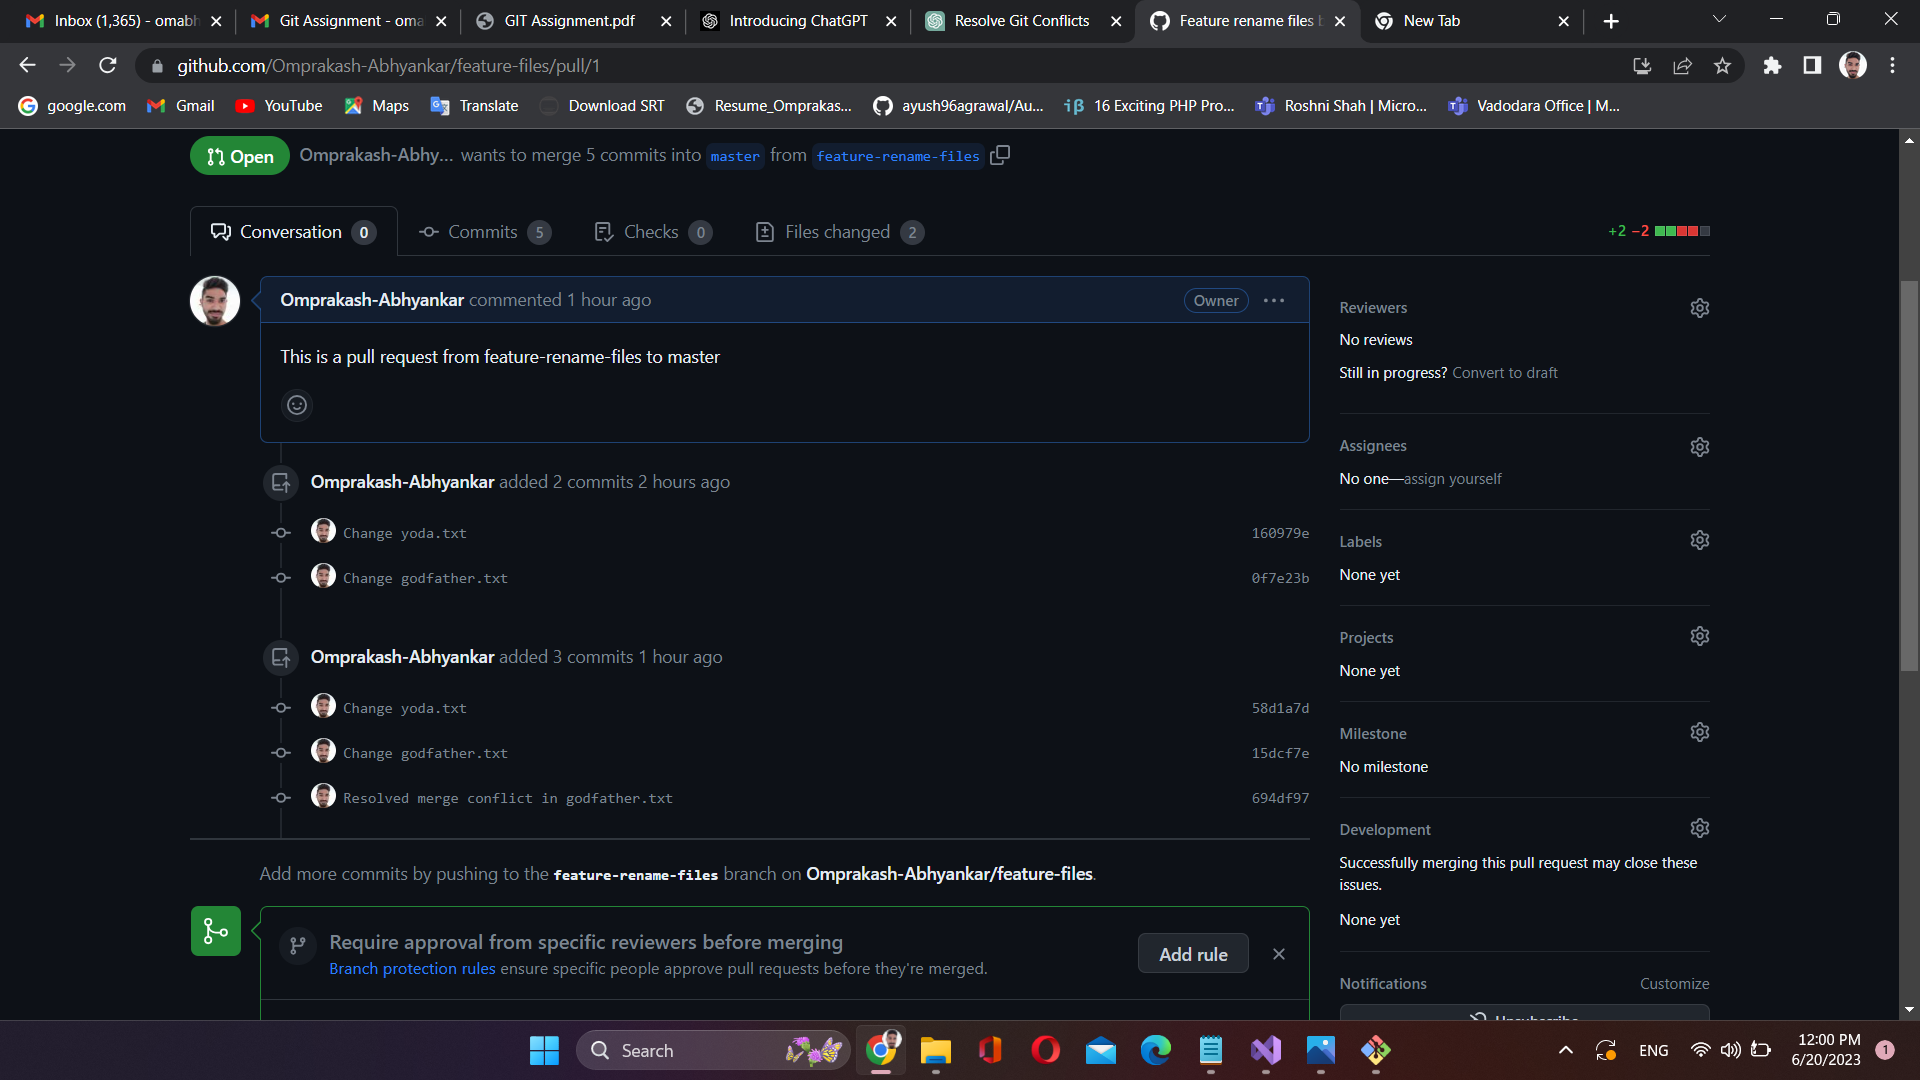 Inbox (1,365) - omabh
Git Assignment - oma
GIT Assignment.pdf
Introducing ChatGPT
Resolve Git Conflicts
Feature rename files b
New Tab
github.com/Omprakash-Abhyankar/feature-files/pull/1
google.com
Gmail
YouTube
Maps
Translate
Download SRT
Resume_Omprakas...
ayush96agrawal/Au...
16 Exciting PHP Pro...
Roshni Shah | Micro...
Vadodara Office | M...
Open
Omprakash-Abhy... wants to merge 5 commits into master from feature-rename-files
Conversation 0
Commits 5
Checks 0
Files changed 2
+2 −2
Omprakash-Abhyankar commented 1 hour ago
Owner
This is a pull request from feature-rename-files to master
Omprakash-Abhyankar added 2 commits 2 hours ago
Change yoda.txt 160979e
Change godfather.txt 0f7e23b
Omprakash-Abhyankar added 3 commits 1 hour ago
Change yoda.txt 58d1a7d
Change godfather.txt 15dcf7e
Resolved merge conflict in godfather.txt 694df97
Add more commits by pushing to the feature-rename-files branch on Omprakash-Abhyankar/feature-files.
Require approval from specific reviewers before merging
Branch protection rules ensure specific people approve pull requests before they're merged.
Add rule
Reviewers
No reviews
Still in progress? Convert to draft
Assignees
No one—assign yourself
Labels
None yet
Projects
None yet
Milestone
No milestone
Development
Successfully merging this pull request may close these
issues.
None yet
Notifications
Customize
Unsubscribe
Search
ENG
12:00 PM
6/20/2023
1